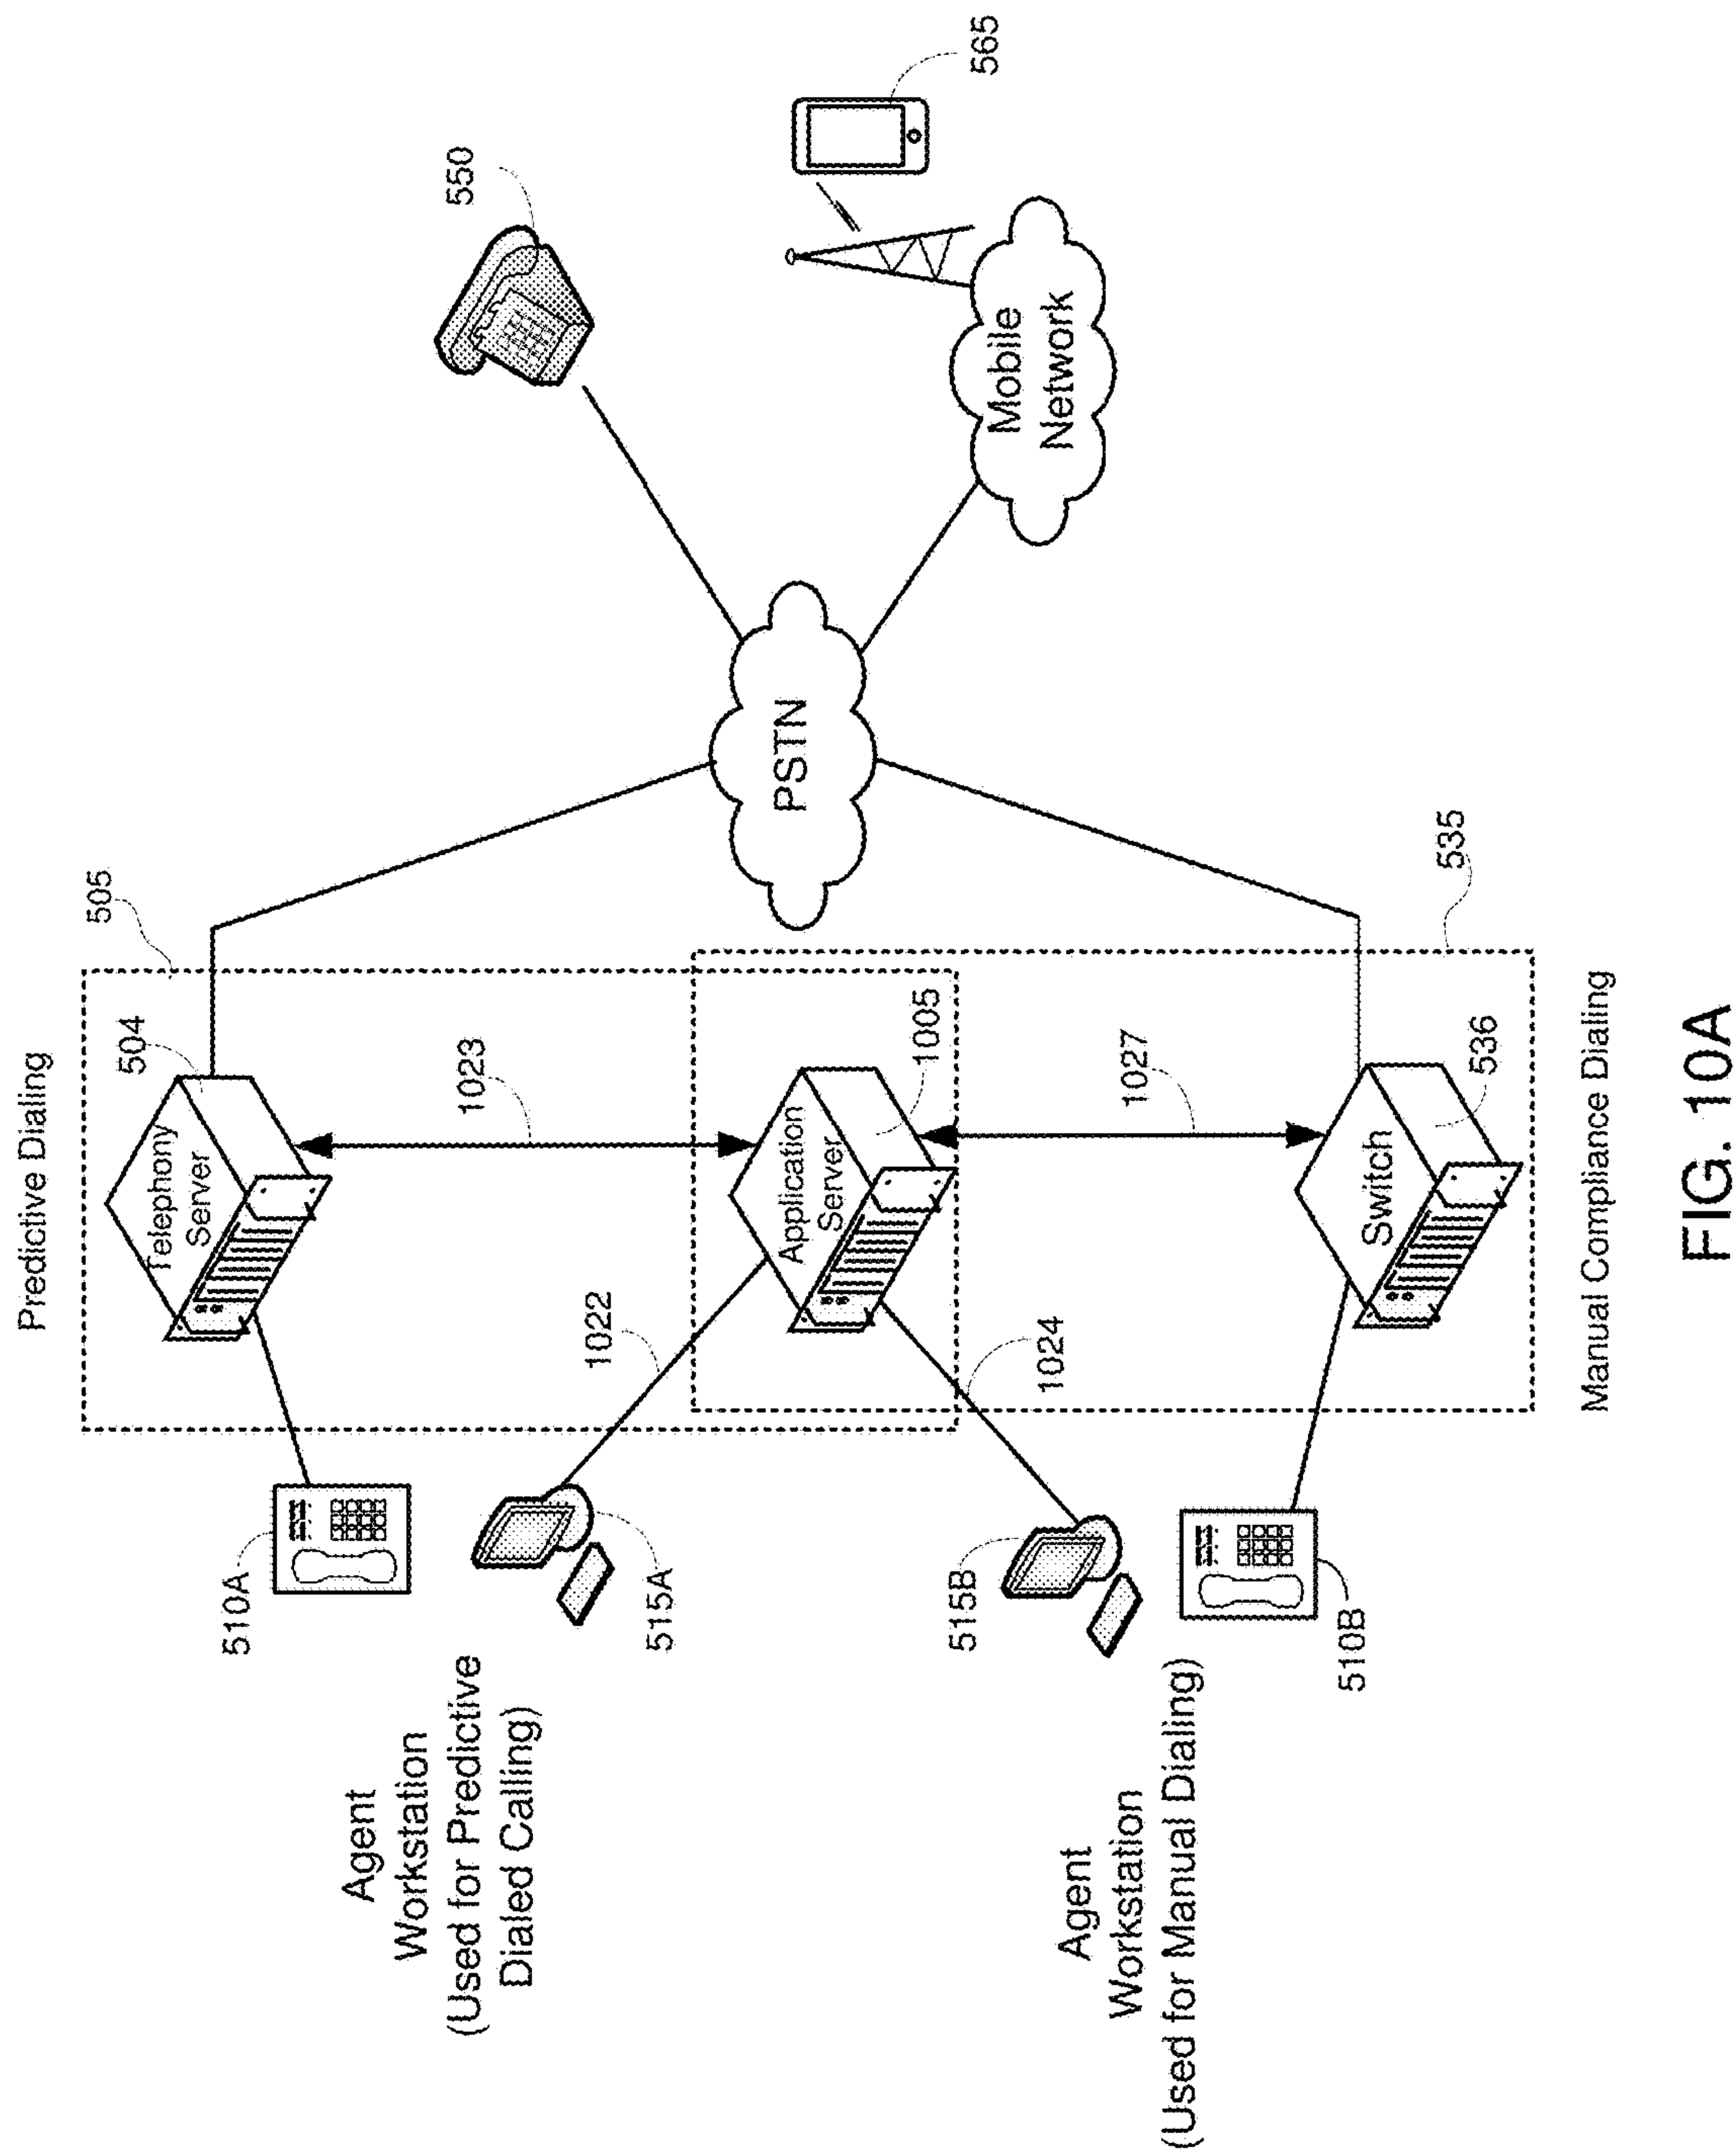 Predictive Dialing
505
504
Telephony
Server
510A
1023
550
Agent
Workstation
(Used for Predictive
Dialed Calling)
515A
1022
Application
Server
1005
PSTN
565
Mobile
Network
515B
1024
1027
Agent
Workstation
(Used for Manual Dialing)
510B
Switch
536
535
Manual Compliance Dialing
FIG. 10A